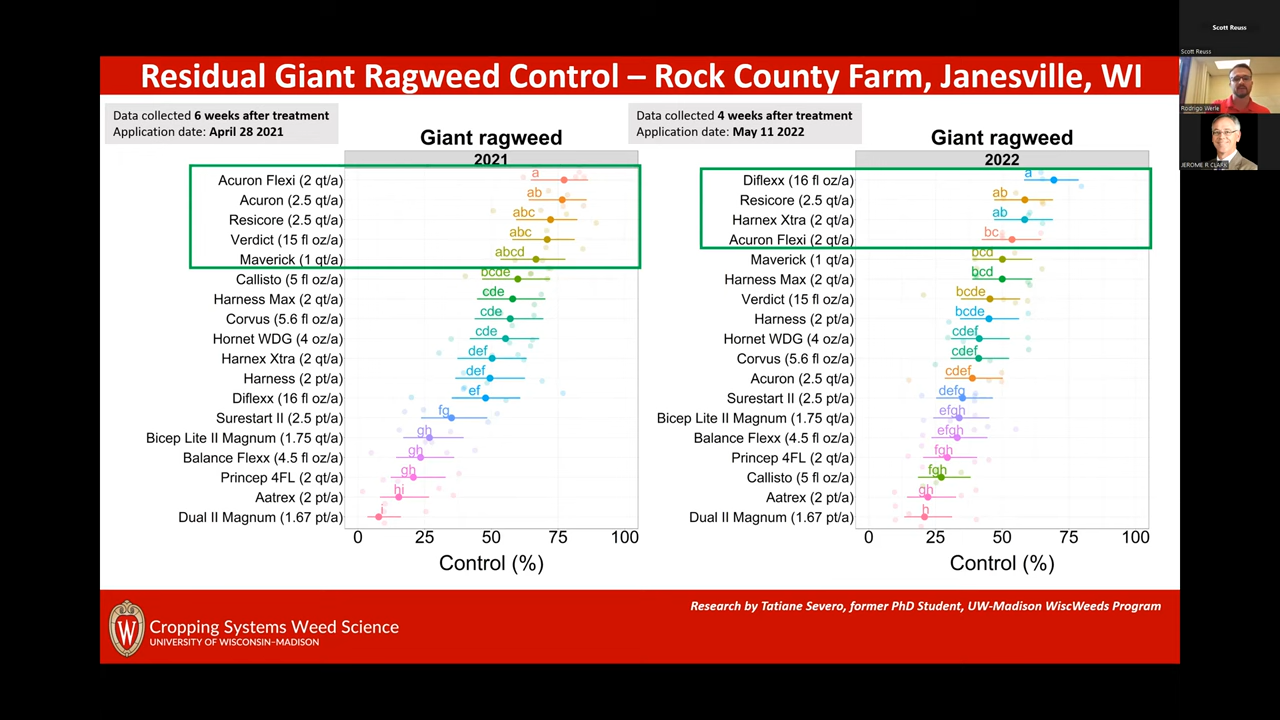 Scott Reuss
Scott Reuss
Rodrigo Werle
JEROME R CLARK
Residual Giant Ragweed Control – Rock County Farm, Janesville, WI
Data collected 6 weeks after treatment
Application date: April 28 2021
Giant ragweed
2021
Acuron Flexi (2 qt/a) a
Acuron (2.5 qt/a) ab
Resicore (2.5 qt/a) abc
Verdict (15 fl oz/a) abc
Maverick (1 qt/a) abcd
Callisto (5 fl oz/a) bcde
Harness Max (2 qt/a) cde
Corvus (5.6 fl oz/a) cde
Hornet WDG (4 oz/a) cde
Harnex Xtra (2 qt/a) def
Harness (2 pt/a) def
Diflexx (16 fl oz/a) ef
Surestart II (2.5 pt/a) fg
Bicep Lite II Magnum (1.75 qt/a) gh
Balance Flexx (4.5 fl oz/a) gh
Princep 4FL (2 qt/a) gh
Aatrex (2 pt/a) hi
Dual II Magnum (1.67 pt/a) i
0 25 50 75 100
Control (%)
Data collected 4 weeks after treatment
Application date: May 11 2022
Giant ragweed
2022
Diflexx (16 fl oz/a) a
Resicore (2.5 qt/a) ab
Harnex Xtra (2 qt/a) ab
Acuron Flexi (2 qt/a) bc
Maverick (1 qt/a) bcd
Harness Max (2 qt/a) bcd
Verdict (15 fl oz/a) bcde
Harness (2 pt/a) bcde
Hornet WDG (4 oz/a) cdef
Corvus (5.6 fl oz/a) cdef
Acuron (2.5 qt/a) cdef
Surestart II (2.5 pt/a) defg
Bicep Lite II Magnum (1.75 qt/a) efgh
Balance Flexx (4.5 fl oz/a) efgh
Princep 4FL (2 qt/a) fgh
Callisto (5 fl oz/a) fgh
Aatrex (2 pt/a) gh
Dual II Magnum (1.67 pt/a) h
0 25 50 75 100
Control (%)
Research by Tatiane Severo, former PhD Student, UW-Madison WiscWeeds Program
W
Cropping Systems Weed Science
UNIVERSITY OF WISCONSIN–MADISON